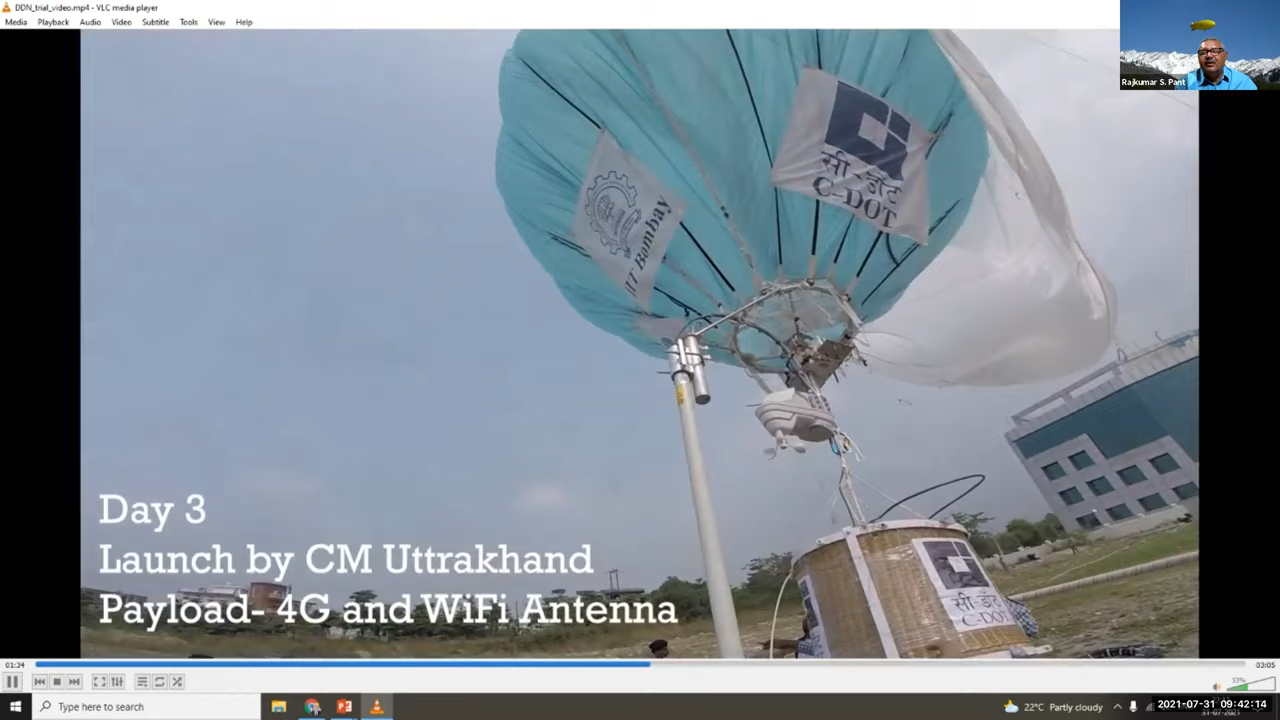 DDN_trial_video.mp4 - VLC media player
Media Playback Audio Video Subtitle Tools View Help
Rajkumar S. Pant
IIT Bombay
सी-डॉट
C-DOT
सी-डॉट
C-DOT
Day 3
Launch by CM Uttrakhand
Payload- 4G and WiFi Antenna
01:34
03:05
53%
Type here to search
22°C Partly cloudy
2021-07-31 09:42:14